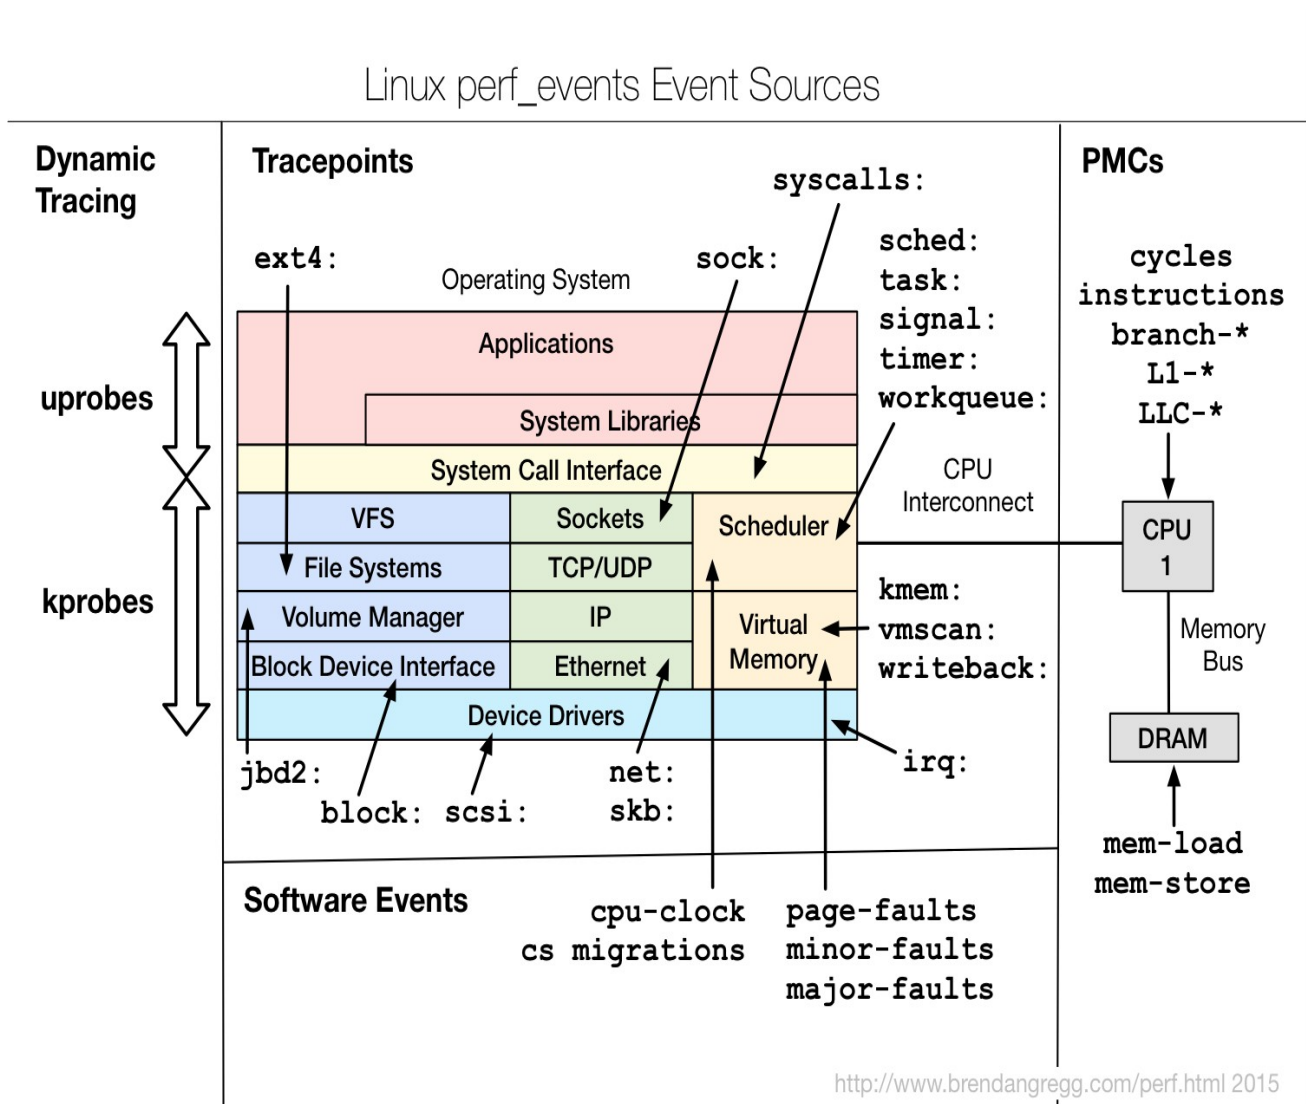 Linux perf_events Event Sources
Dynamic
Tracing
uprobes
kprobes
Tracepoints
syscalls:
ext4:
Operating System
sock:
sched:
task:
signal:
timer:
workqueue:
Applications
System Libraries
System Call Interface
VFS
Sockets
Scheduler
File Systems
TCP/UDP
Volume Manager
IP
Virtual
Memory
Block Device Interface
Ethernet
Device Drivers
CPU
Interconnect
kmem:
vmscan:
writeback:
jbd2:
block:
scsi:
net:
skb:
irq:
Software Events
cpu-clock
cs migrations
page-faults
minor-faults
major-faults
PMCs
cycles
instructions
branch-*
L1-*
LLC-*
CPU
1
Memory
Bus
DRAM
mem-load
mem-store
http://www.brendangregg.com/perf.html 2015